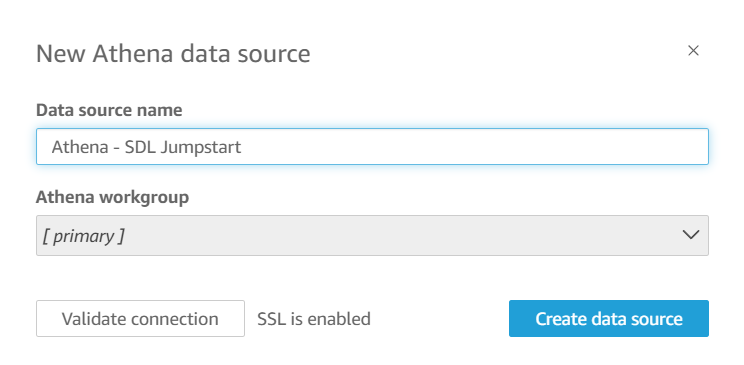 New Athena data source
Data source name
Athena - SDL Jumpstart
Athena workgroup
[ primary ]
Validate connection SSL is enabled Create data source